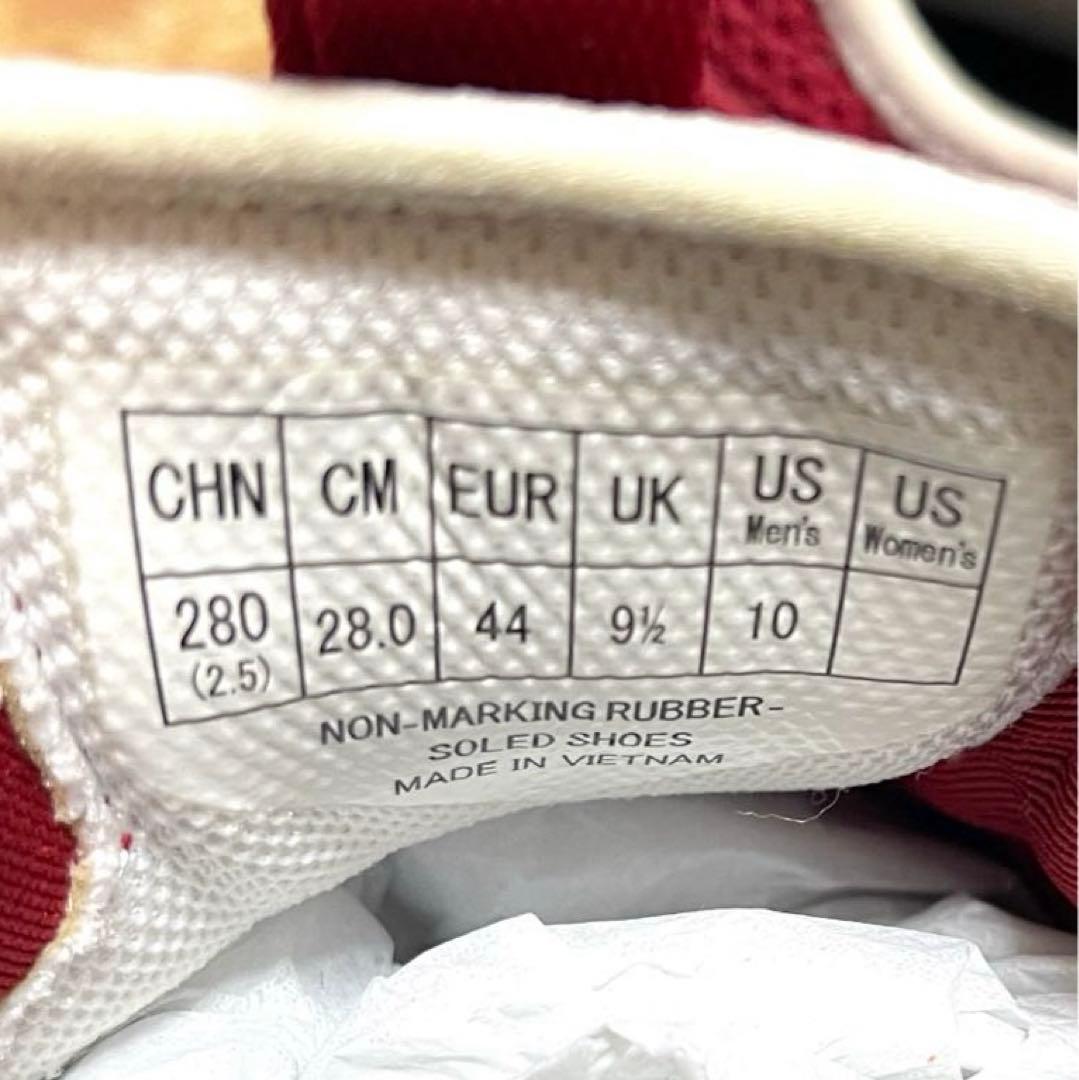 CHN CM EUR UK US Men's US Women's
280 (2.5) 28.0 44 9½ 10
NON-MARKING RUBBER-
SOLED SHOES
MADE IN VIETNAM